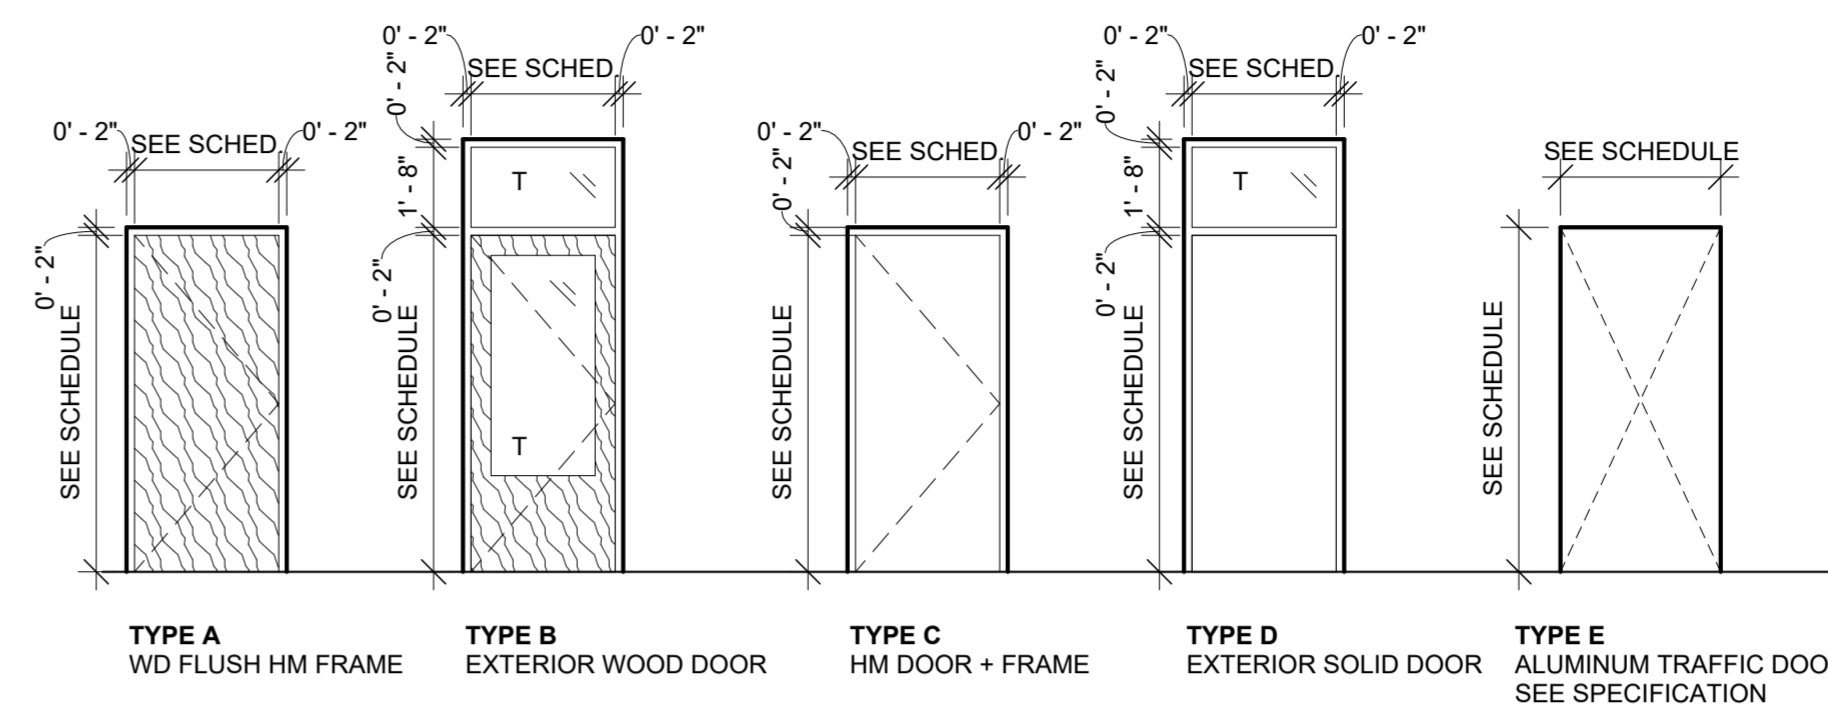 0' - 2"
0' - 2"
SEE SCHED.
0' - 2"
SEE SCHEDULE
TYPE A
WD FLUSH HM FRAME
0' - 2"
0' - 2"
SEE SCHED.
0' - 2"
1' - 8"
0' - 2"
SEE SCHEDULE
T
T
TYPE B
EXTERIOR WOOD DOOR
0' - 2"
0' - 2"
SEE SCHED.
0' - 2"
SEE SCHEDULE
TYPE C
HM DOOR + FRAME
0' - 2"
0' - 2"
SEE SCHED.
0' - 2"
1' - 8"
0' - 2"
SEE SCHEDULE
T
TYPE D
EXTERIOR SOLID DOOR
SEE SCHEDULE
SEE SCHEDULE
TYPE E
ALUMINUM TRAFFIC DOO
SEE SPECIFICATION